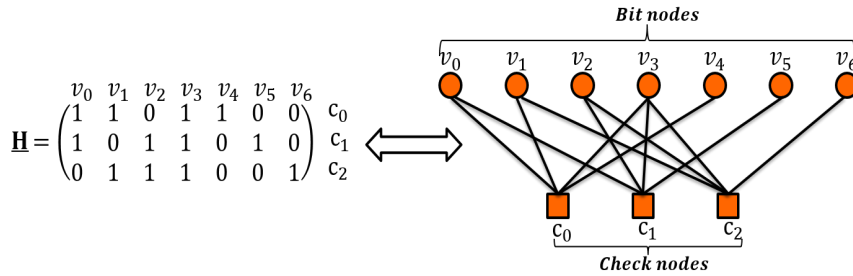 Bit nodes
v₀ v₁ v₂ v₃ v₄ v₅ v₆
v₀ v₁ v₂ v₃ v₄ v₅ v₆
1 1 0 1 1 0 0 c₀
H = 1 0 1 1 0 1 0 c₁
0 1 1 1 0 0 1 c₂
c₀ c₁ c₂
Check nodes